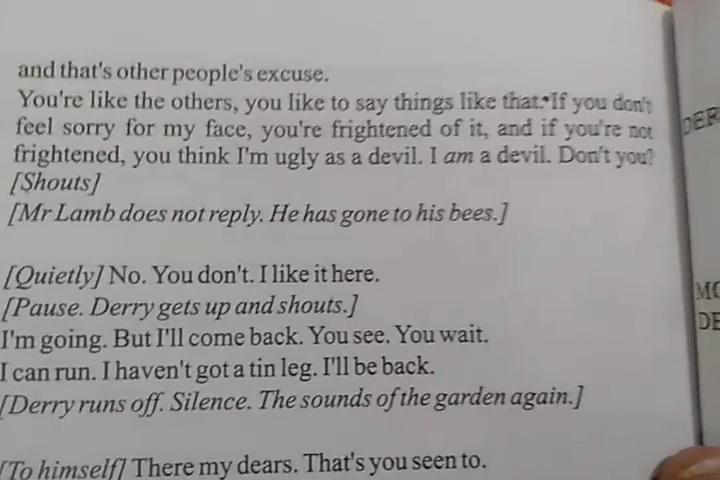 and that's other people's excuse.
You're like the others, you like to say things like that. If you don't
feel sorry for my face, you're frightened of it, and if you're not
frightened, you think I'm ugly as a devil. I am a devil. Don't you?
[Shouts]
[Mr Lamb does not reply. He has gone to his bees.]
[Quietly] No. You don't. I like it here.
[Pause. Derry gets up and shouts.]
I'm going. But I'll come back. You see. You wait.
I can run. I haven't got a tin leg. I'll be back.
[Derry runs off. Silence. The sounds of the garden again.]
[To himself] There my dears. That's you seen to.
DER
MO
DE